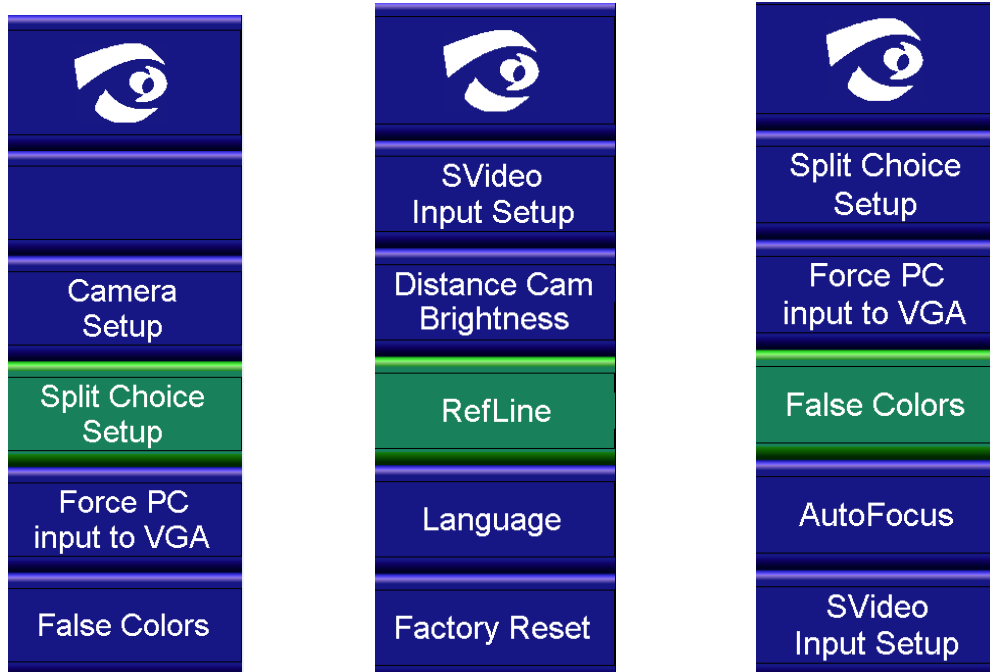 Camera
Setup
Split Choice
Setup
Force PC
input to VGA
False Colors
SVideo
Input Setup
Distance Cam
Brightness
RefLine
Language
Factory Reset
Split Choice
Setup
Force PC
input to VGA
False Colors
AutoFocus
SVideo
Input Setup